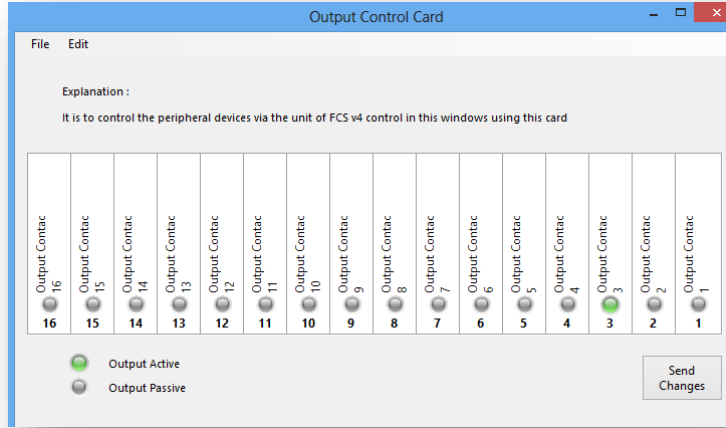 Output Control Card
File Edit
Explanation :
It is to control the peripheral devices via the unit of FCS v4 control in this windows using this card
Output Contac 16
Output Contac 15
Output Contac 14
Output Contac 13
Output Contac 12
Output Contac 11
Output Contac 10
Output Contac 9
Output Contac 8
Output Contac 7
Output Contac 6
Output Contac 5
Output Contac 4
Output Contac 3
Output Contac 2
Output Contac 1
16 15 14 13 12 11 10 9 8 7 6 5 4 3 2 1
Output Active
Output Passive
Send
Changes